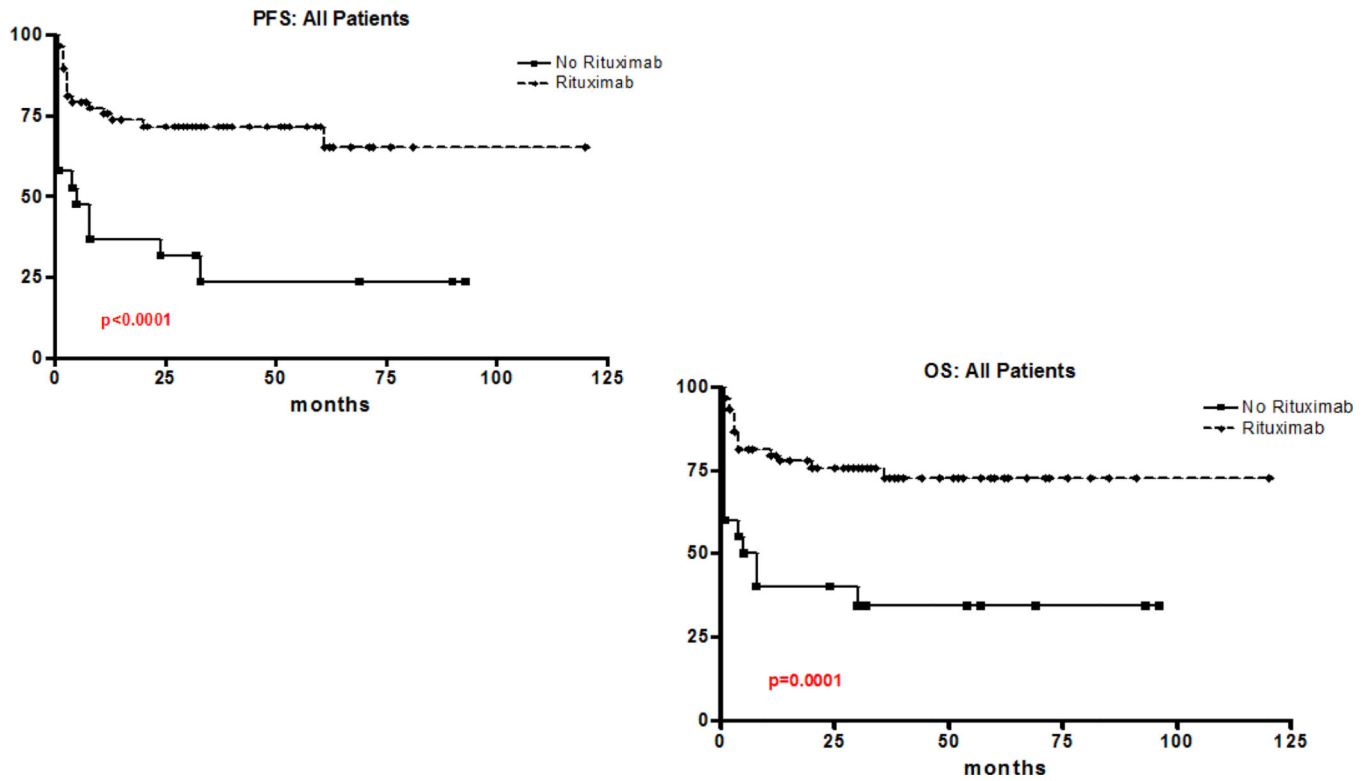 PFS: All Patients
100
75
50
25
0
No Rituximab
Rituximab
p<0.0001
0 25 50 75 100 125
months
OS: All Patients
100
75
50
25
0
No Rituximab
Rituximab
p=0.0001
0 25 50 75 100 125
months